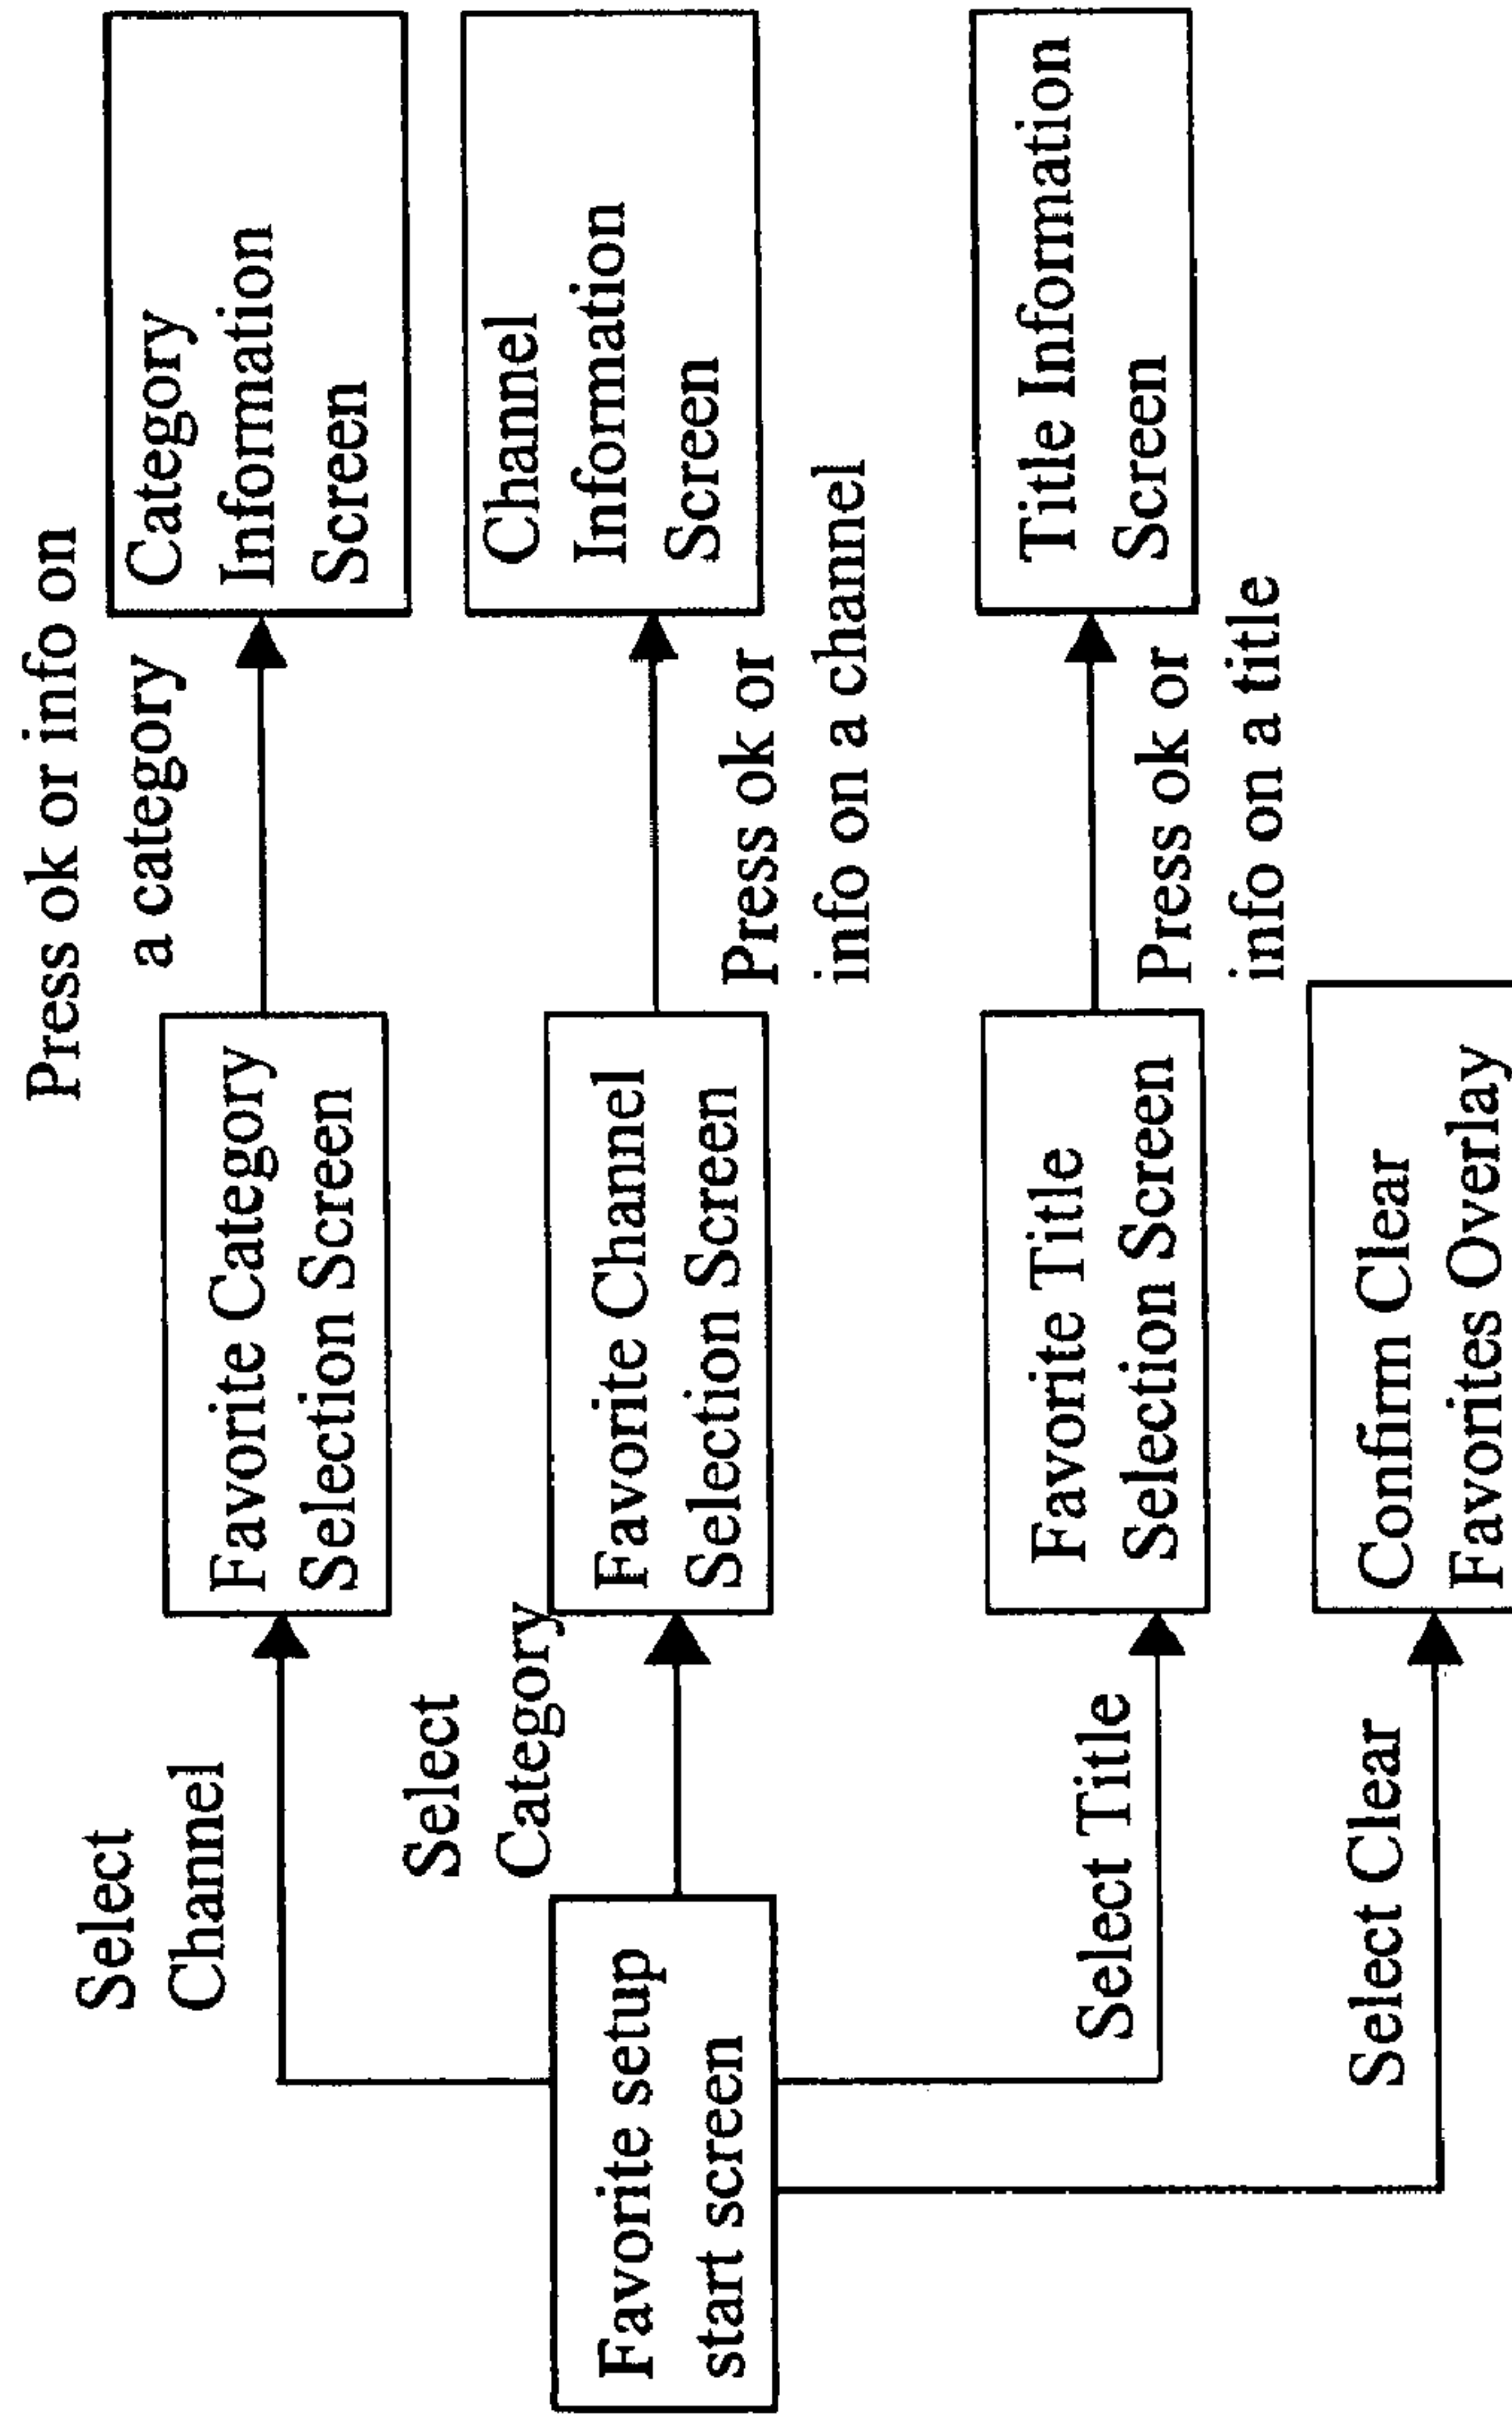 Press ok or info on
a category
Select
Channel
Favorite Category
Selection Screen
Category
Information
Screen
Select
Category
Favorite setup
start screen
Favorite Channel
Selection Screen
Channel
Information
Screen
Press ok or
info on a channel
Select Title
Favorite Title
Selection Screen
Title Information
Screen
Press ok or
info on a title
Select Clear
Confirm Clear
Favorites Overlay